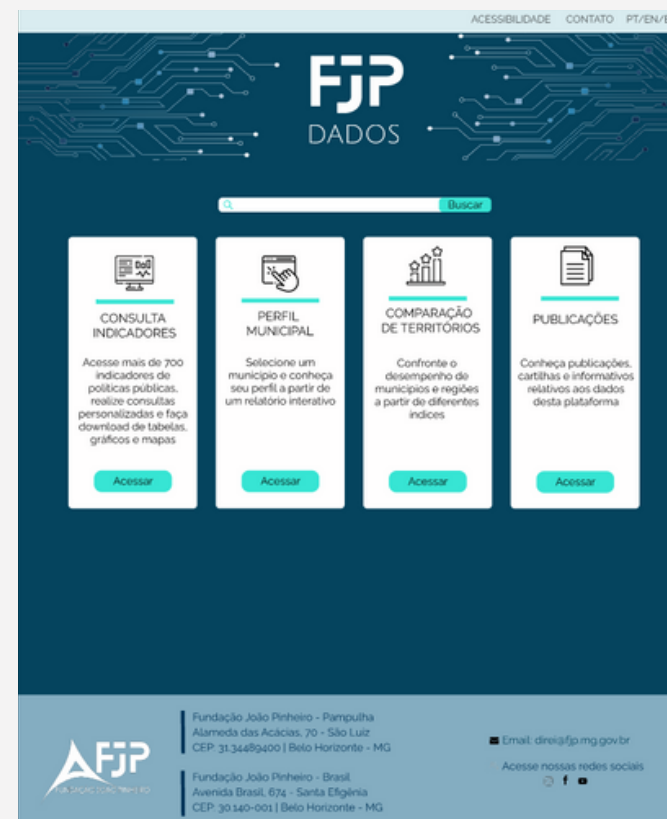 ACESSIBILIDADE CONTATO PT/EN/E
FJP
DADOS
Buscar
CONSULTA
INDICADORES
Acesse mais de 700
indicadores de
políticas públicas,
realize consultas
personalizadas e faça
download de tabelas,
gráficos e mapas
Acessar
PERFIL
MUNICIPAL
Selecione um
município e conheça
seu perfil a partir de
um relatório interativo
Acessar
COMPARAÇÃO
DE TERRITÓRIOS
Confronte o
desempenho de
municípios e regiões
a partir de diferentes
índices
Acessar
PUBLICAÇÕES
Conheça publicações,
cartilhas e informativos
relativos aos dados
desta plataforma
Acessar
FJP
FUNDAÇÃO JOÃO PINHEIRO
Fundação João Pinheiro - Pampulha
Alameda das Acácias, 70 - São Luiz
CEP: 31.34489400 | Belo Horizonte - MG
Fundação João Pinheiro - Brasil
Avenida Brasil, 674 - Santa Efigênia
CEP: 30.140-001 | Belo Horizonte - MG
Email: direi@fjp.mg.gov.br
Acesse nossas redes sociais